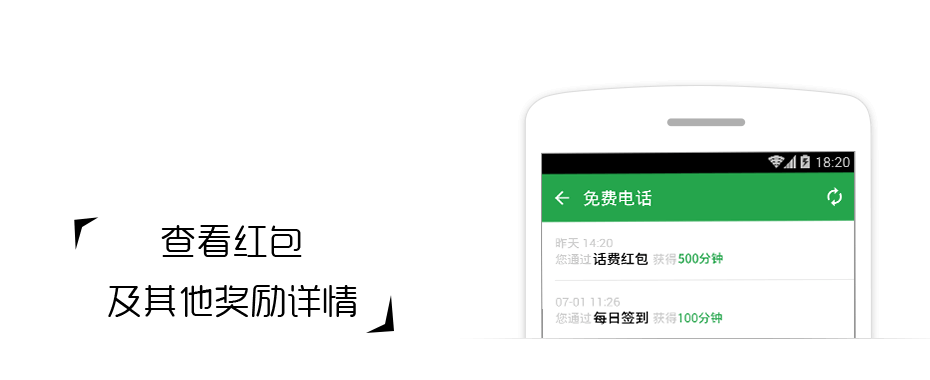 查看红包
及其他奖励详情
18:20
免费电话
昨天 14:20
您通过话费红包 获得500分钟
07-01 11:26
您通过每日签到 获得100分钟